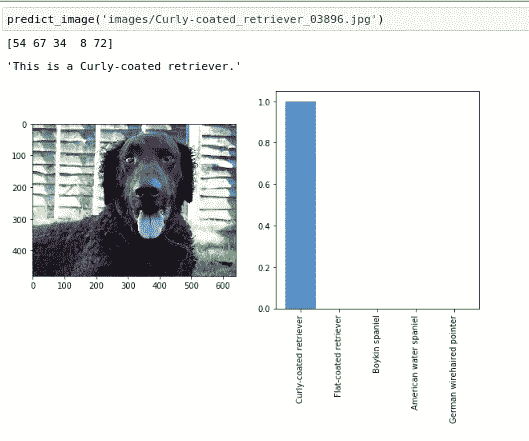 predict_image('images/Curly-coated_retriever_03896.jpg')
[54 67 34  8 72]
'This is a Curly-coated retriever.'
0
100
200
300
400
0 100 200 300 400 500 600
1.0
0.8
0.6
0.4
0.2
0.0
Curly-coated retriever
Flat-coated retriever
Boykin spaniel
American water spaniel
German wirehaired pointer